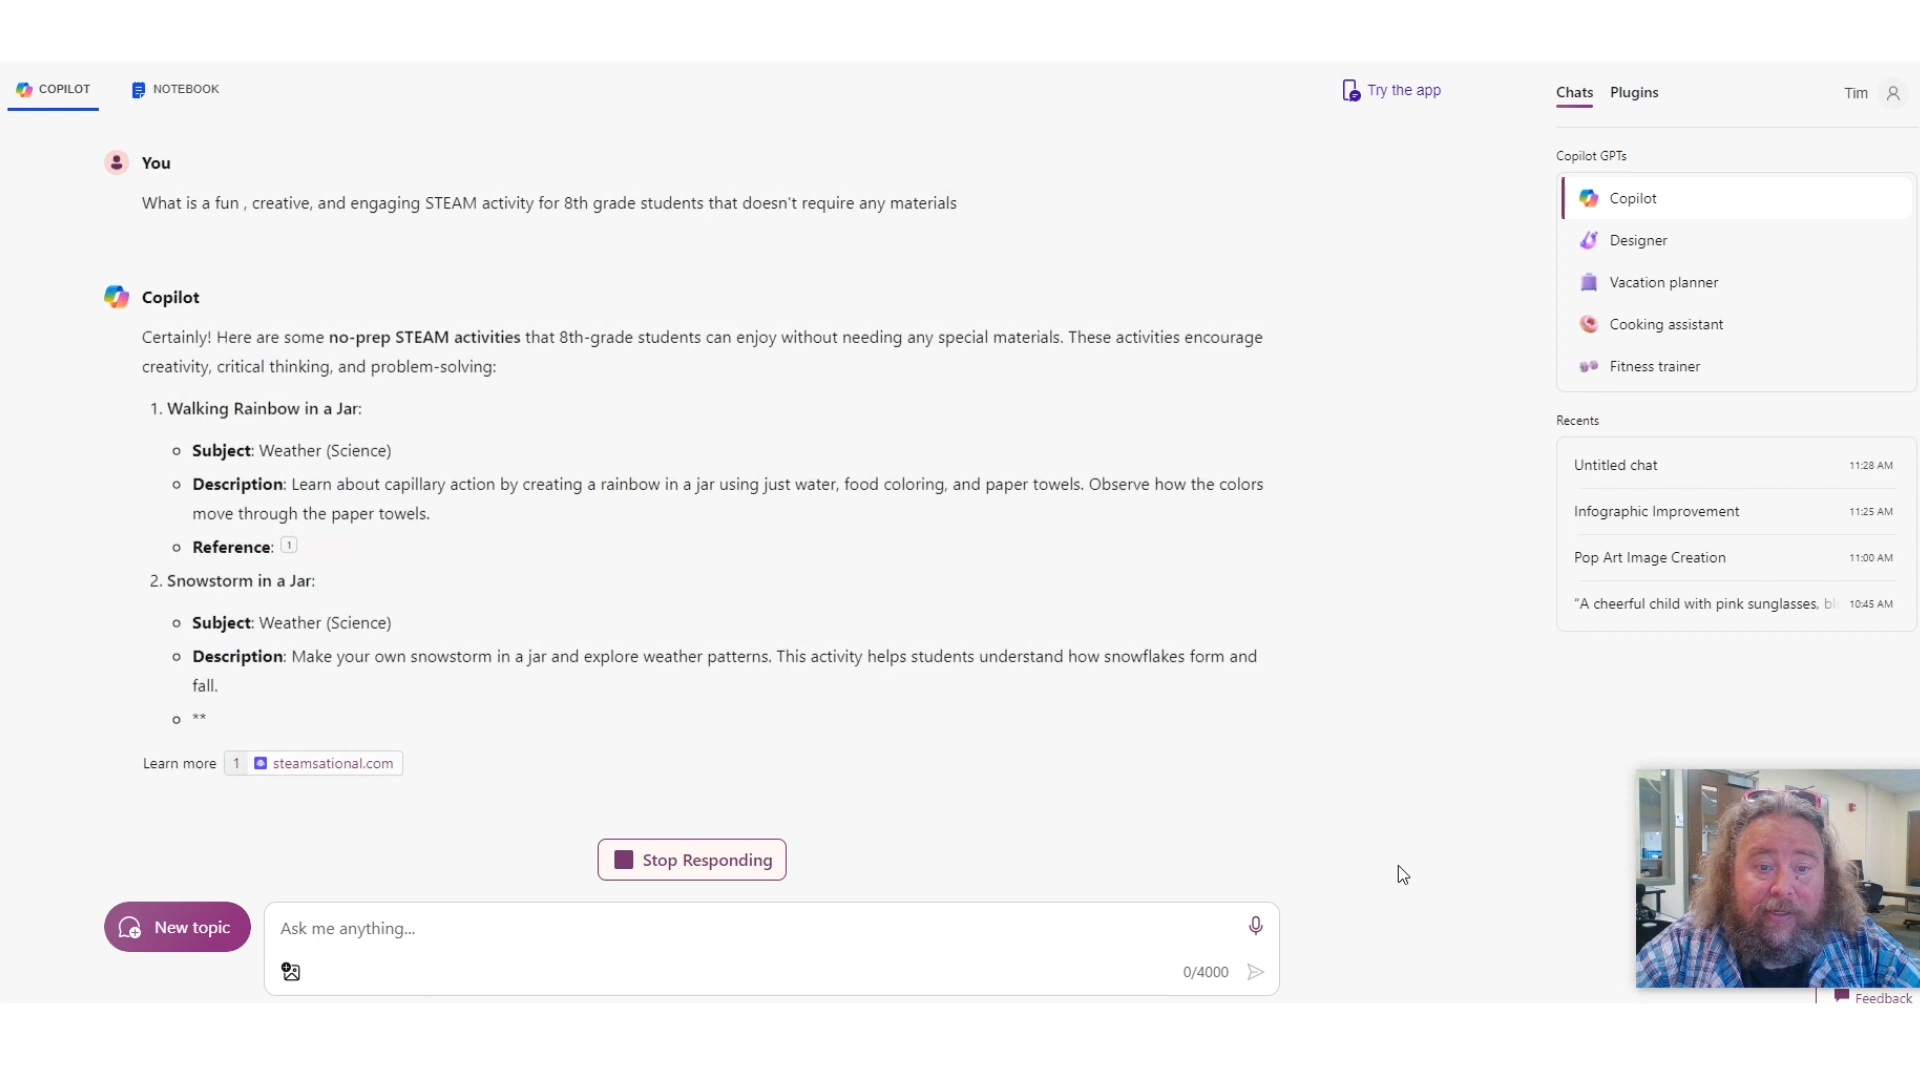 COPILOT
NOTEBOOK
Try the app
Chats
Plugins
Tim
You
What is a fun , creative, and engaging STEAM activity for 8th grade students that doesn't require any materials
Copilot
Certainly! Here are some no-prep STEAM activities that 8th-grade students can enjoy without needing any special materials. These activities encourage
creativity, critical thinking, and problem-solving:
1. Walking Rainbow in a Jar:
Subject: Weather (Science)
Description: Learn about capillary action by creating a rainbow in a jar using just water, food coloring, and paper towels. Observe how the colors
move through the paper towels.
Reference: 1
2. Snowstorm in a Jar:
Subject: Weather (Science)
Description: Make your own snowstorm in a jar and explore weather patterns. This activity helps students understand how snowflakes form and
fall.
**
Learn more 1 steamsational.com
Stop Responding
New topic
Ask me anything...
0/4000
Copilot GPTs
Copilot
Designer
Vacation planner
Cooking assistant
Fitness trainer
Recents
Untitled chat 11:28 AM
Infographic Improvement 11:25 AM
Pop Art Image Creation 11:00 AM
“A cheerful child with pink sunglasses, 10:45 AM
Feedback